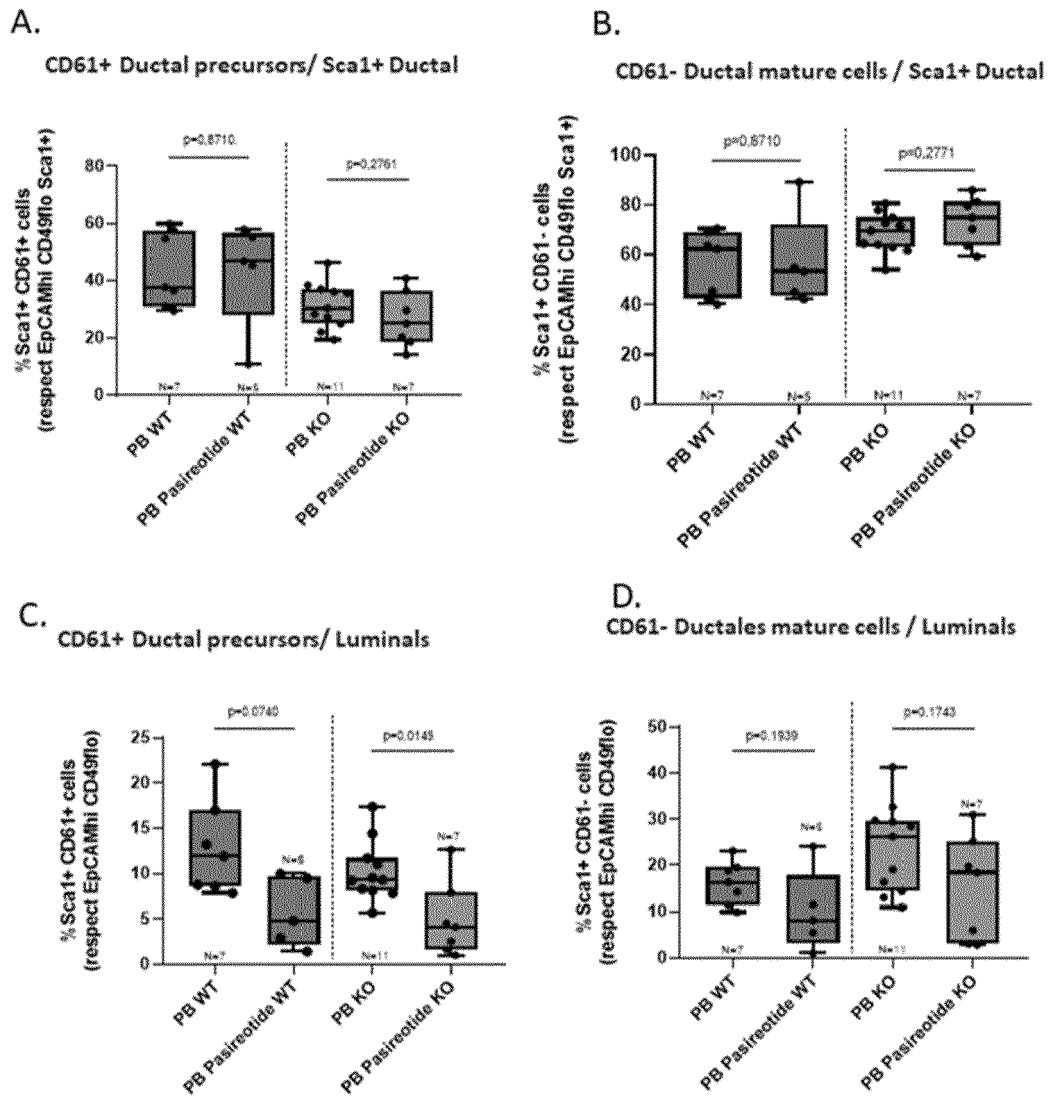 A.
CD61+ Ductal precursors/ Sca1+ Ductal
%Sca1+ CD61+ cells
(respect EpCAMhi CD49flo Sca1+)
80
60
40
20
0
p=0,8710
p=0,2761
N=7
N=5
N=11
N=7
PB WT
PB Pasireotide WT
PB KO
PB Pasireotide KO
B.
CD61- Ductal mature cells / Sca1+ Ductal
% Sca1+ CD61- cells
(respect EpCAMhi CD49flo Sca1+)
100
80
60
40
20
0
p=0,8710
p=0,2771
N=7
N=5
N=11
N=7
PB WT
PB Pasireotide WT
PB KO
PB Pasireotide KO
C.
CD61+ Ductal precursors/ Luminals
%Sca1+ CD61+ cells
(respect EpCAMhi CD49flo)
25
20
15
10
5
0
p=0.0740
p=0.0145
N=7
N=5
N=11
N=7
PB WT
PB Pasireotide WT
PB KO
PB Pasireotide KO
D.
CD61- Ductales mature cells / Luminals
%Sca1+ CD61- cells
(respect EpCAMhi CD49flo)
50
40
30
20
10
0
p=0.1939
p=0.1743
N=7
N=5
N=11
N=7
PB WT
PB Pasireotide WT
PB KO
PB Pasireotide KO